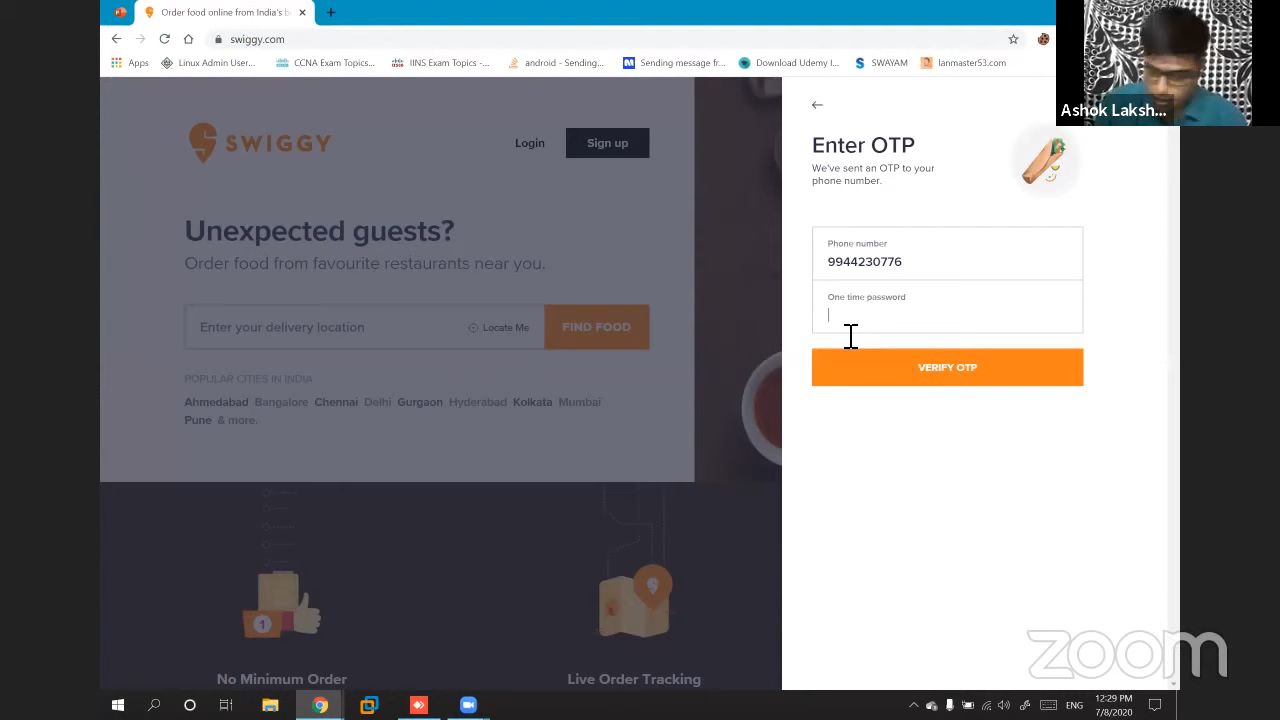 Order food online from India's b
swiggy.com
Apps
Linux Admin User...
CCNA Exam Topics...
IINS Exam Topics -...
android - Sending...
Sending message fr...
Download Udemy I...
SWAYAM
lanmaster53.com
Ashok Laksh...
SWIGGY
Login
Sign up
Unexpected guests?
Order food from favourite restaurants near you.
Enter your delivery location
Locate Me
FIND FOOD
POPULAR CITIES IN INDIA
Ahmedabad Bangalore Chennai Delhi Gurgaon Hyderabad Kolkata Mumbai
Pune & more.
1
No Minimum Order
Live Order Tracking
Enter OTP
We've sent an OTP to your
phone number.
Phone number
9944230776
One time password
VERIFY OTP
zoom
ENG
12:29 PM
7/8/2020